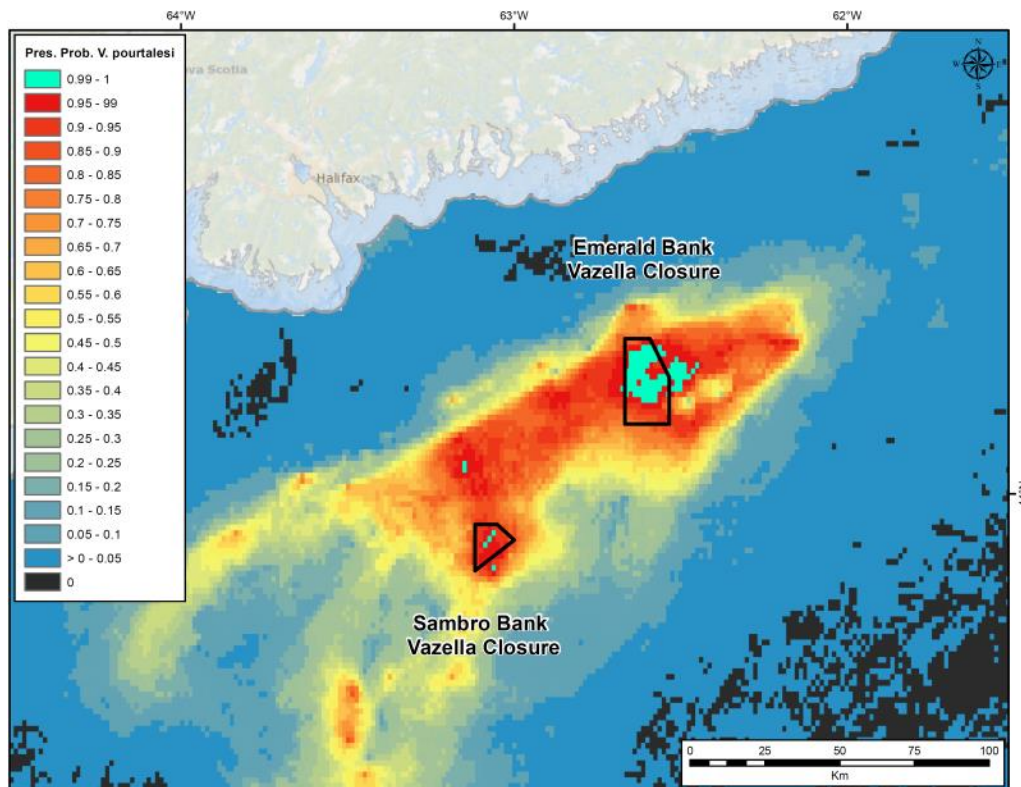 64°W
63°W
62°W
Pres. Prob. V. pourtalesi
0.99 - 1
0.95 - 99
0.9 - 0.95
0.85 - 0.9
0.8 - 0.85
0.75 - 0.8
0.7 - 0.75
0.65 - 0.7
0.6 - 0.65
0.55 - 0.6
0.5 - 0.55
0.45 - 0.5
0.4 - 0.45
0.35 - 0.4
0.3 - 0.35
0.25 - 0.3
0.2 - 0.25
0.15 - 0.2
0.1 - 0.15
0.05 - 0.1
> 0 - 0.05
0
ova Scotia
Halifax
N
W
E
S
Emerald Bank
Vazella Closure
Sambro Bank
Vazella Closure
0 25 50 75 100
Km